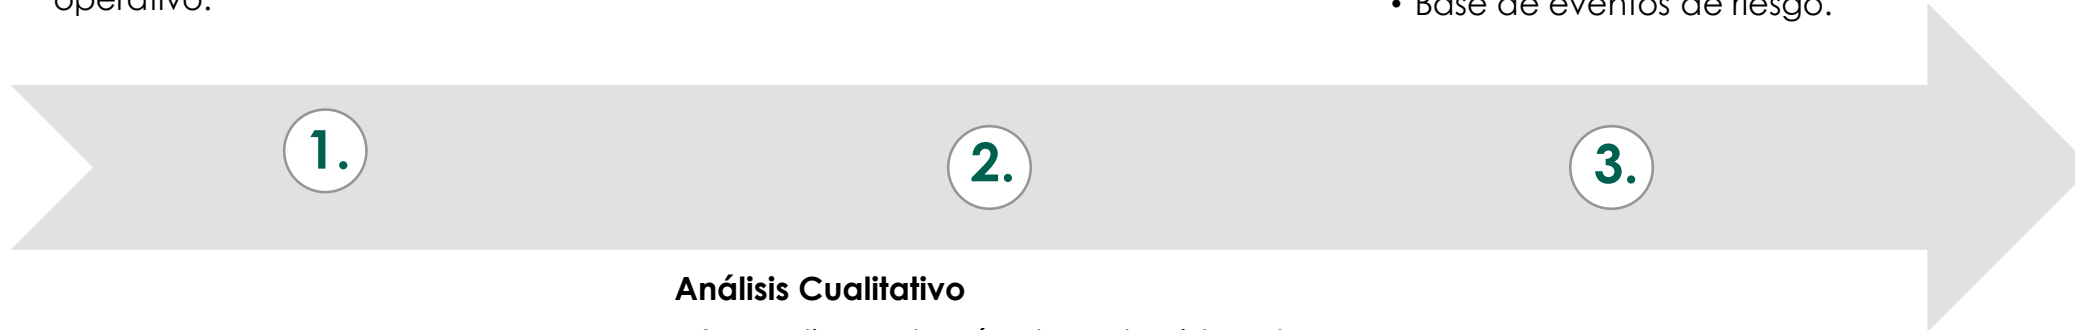 operativo.
• Base de eventos de riesgo.
1.
2.
3.
Análisis Cualitativo